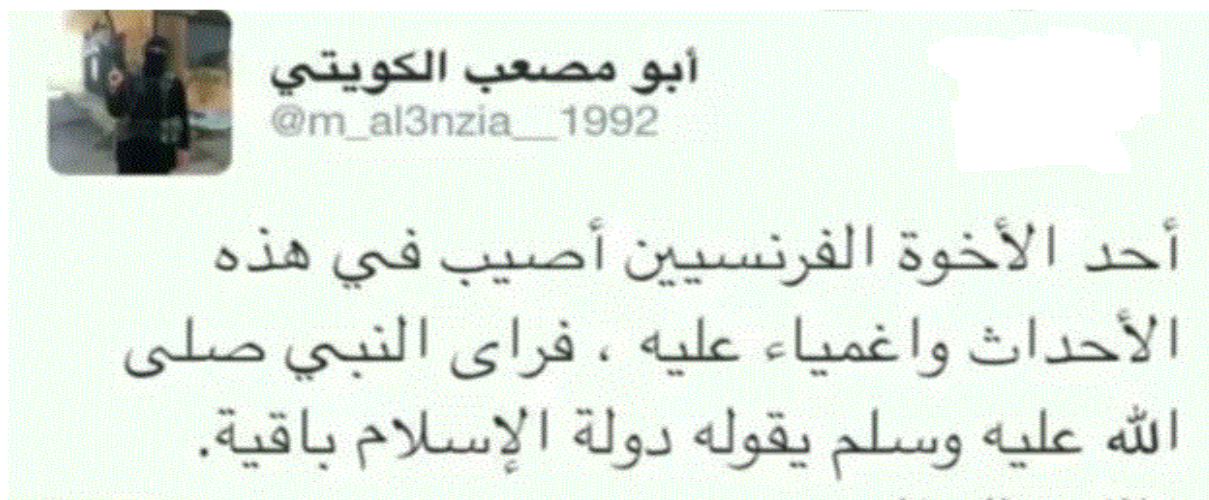 أبو مصعب الكويتي
@m_al3nzia__1992
أحد الأخوة الفرنسيين أصيب في هذه
الأحداث واغمياء عليه ، فراى النبي صلى
الله عليه وسلم يقوله دولة الإسلام باقية.